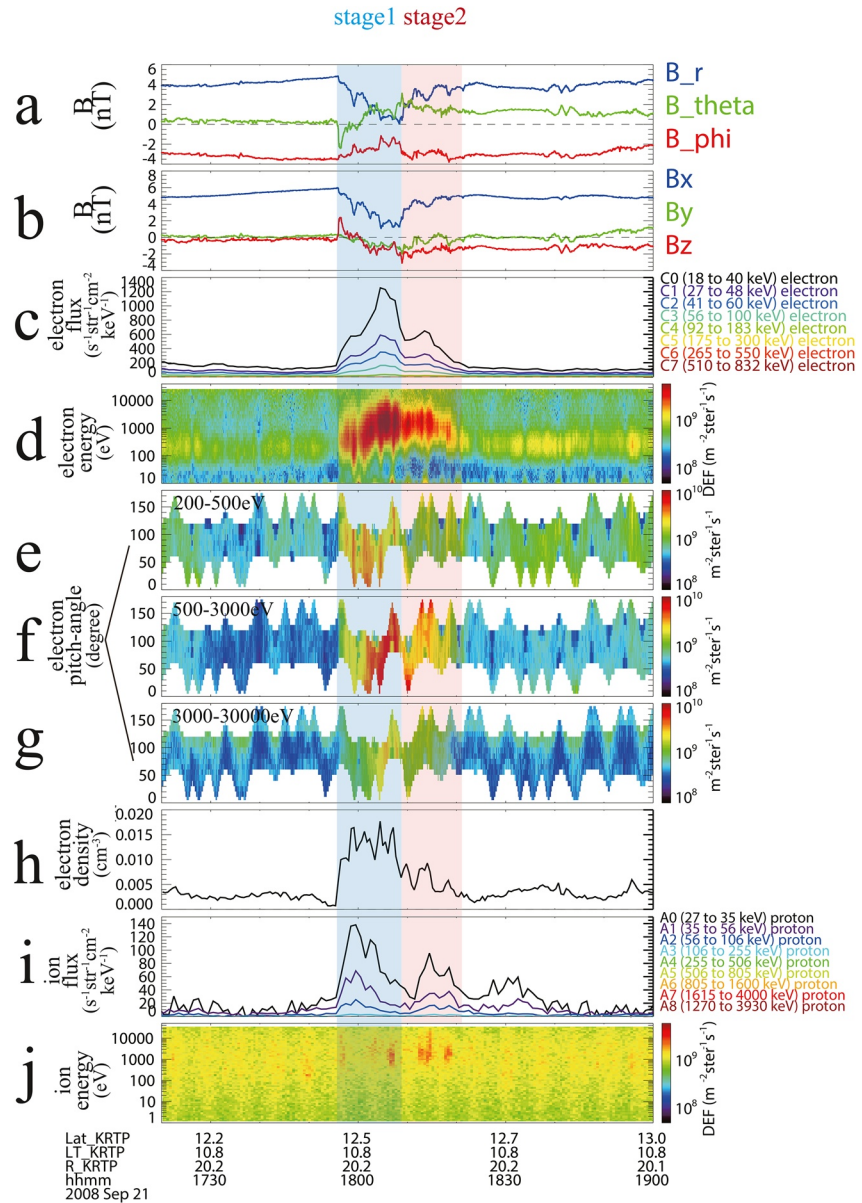 stage1 stage2
a
B
(nT)
6
4
2
0
-2
-4
B_r
B_theta
B_phi
b
B
(nT)
8
6
4
2
0
-2
-4
Bx
By
Bz
c
electron
flux
(s⁻¹str⁻¹cm⁻²
keV⁻¹)
1400
1200
1000
800
600
400
200
0
C0 (18 to 40 keV) electron
C1 (27 to 48 keV) electron
C2 (41 to 60 keV) electron
C3 (56 to 100 keV) electron
C4 (92 to 183 keV) electron
C5 (175 to 300 keV) electron
C6 (265 to 550 keV) electron
C7 (510 to 832 keV) electron
d
electron
energy
(eV)
10000
1000
100
10
10⁹
10⁸
DEF (m⁻²ster⁻¹s⁻¹)
e
200-500eV
150
100
50
0
10¹⁰
10⁹
10⁸
m⁻²ster⁻¹s⁻¹
f
electron
pitch-angle
(degree)
500-3000eV
150
100
50
0
10¹⁰
10⁹
10⁸
m⁻²ster⁻¹s⁻¹
g
3000-30000eV
150
100
50
0
10¹⁰
10⁹
10⁸
m⁻²ster⁻¹s⁻¹
h
electron
density
(cm⁻³)
0.020
0.015
0.010
0.005
0.000
i
ion
flux
(s⁻¹str⁻¹cm⁻²
keV⁻¹)
140
120
100
80
60
40
20
0
A0 (27 to 35 keV) proton
A1 (35 to 56 keV) proton
A2 (56 to 106 keV) proton
A3 (106 to 255 keV) proton
A4 (255 to 506 keV) proton
A5 (506 to 805 keV) proton
A6 (805 to 1600 keV) proton
A7 (1615 to 4000 keV) proton
A8 (1270 to 3930 keV) proton
j
ion
energy
(eV)
10000
1000
100
10
1
10⁹
10⁸
DEF (m⁻²ster⁻¹s⁻¹)
Lat_KRTP 12.2 12.5 12.7 13.0
LT_KRTP 10.8 10.8 10.8 10.8
R_KRTP 20.2 20.2 20.2 20.1
hhmm 1730 1800 1830 1900
2008 Sep 21